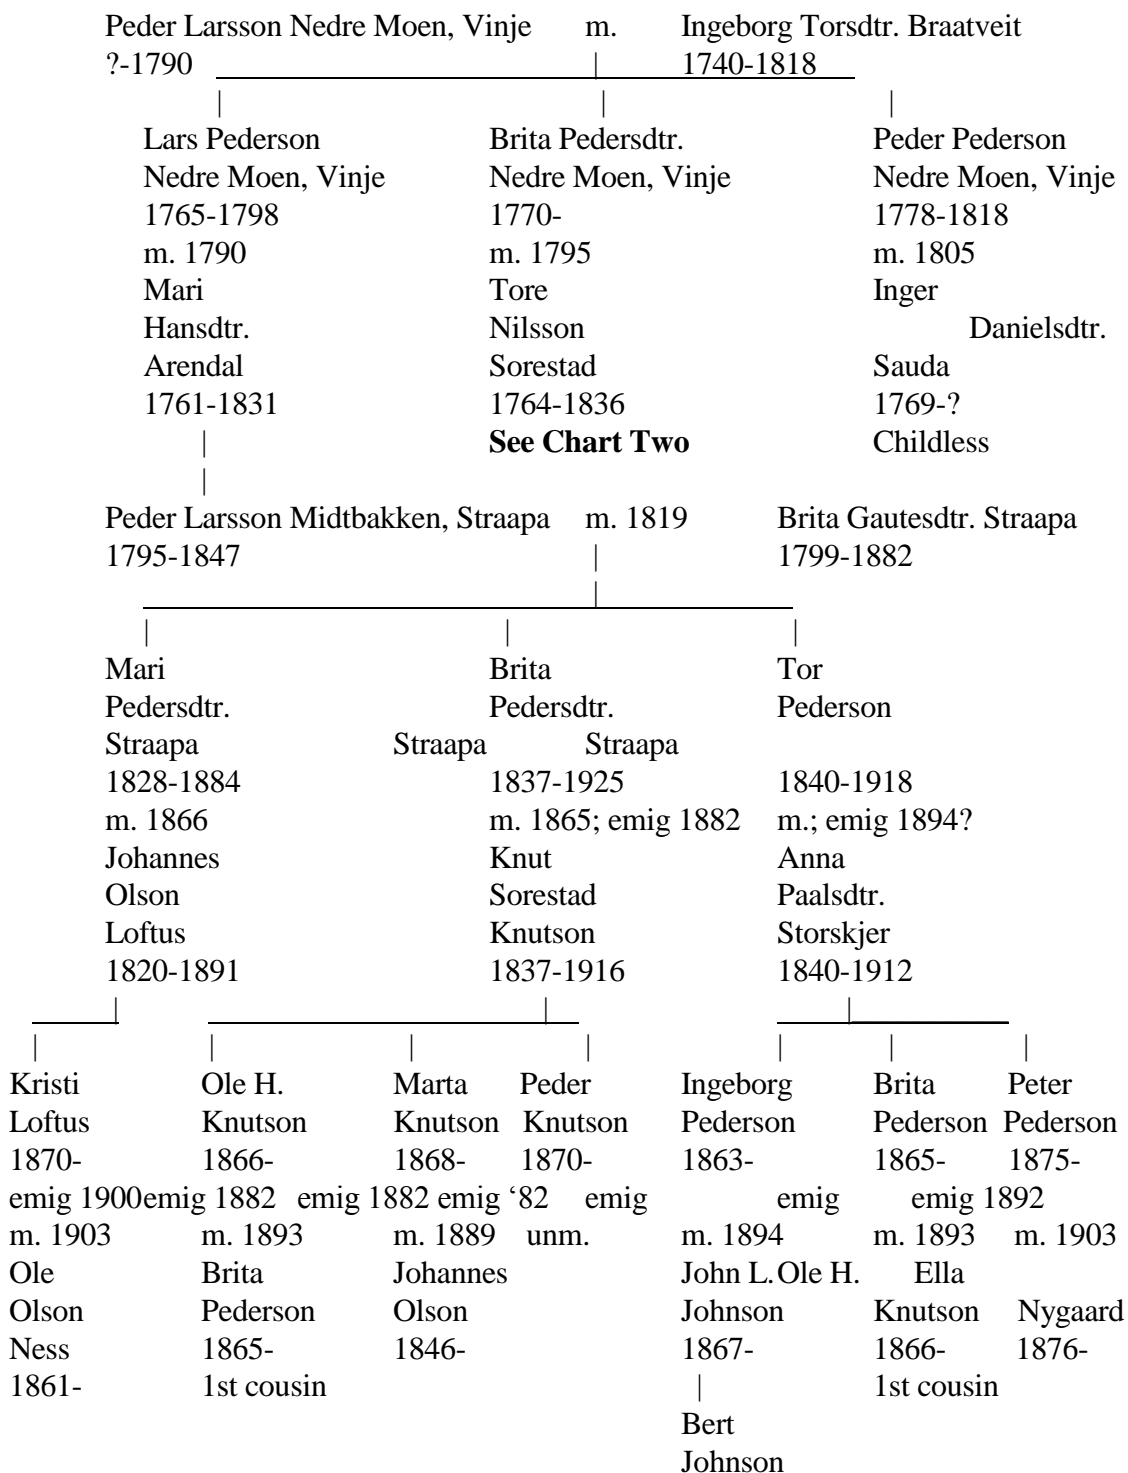 Peder Larsson Nedre Moen, Vinje m. Ingeborg Torsdtr. Braatveit
?-1790 | 1740-1818
| | |
Lars Pederson Brita Pedersdtr. Peder Pederson
Nedre Moen, Vinje Nedre Moen, Vinje Nedre Moen, Vinje
1765-1798 1770- 1778-1818
m. 1790 m. 1795 m. 1805
Mari Tore Inger
Hansdtr. Nilsson Danielsdtr.
Arendal Sorestad Sauda
1761-1831 1764-1836 1769-?
| See Chart Two Childless
|
Peder Larsson Midtbakken, Straapa m. 1819 Brita Gautesdtr. Straapa
1795-1847 | 1799-1882
|
| | |
Mari Brita Tor
Pedersdtr. Pedersdtr. Pederson
Straapa Straapa Straapa
1828-1884 1837-1925 1840-1918
m. 1866 m. 1865; emig 1882 m.; emig 1894?
Johannes Knut Anna
Olson Sorestad Paalsdtr.
Loftus Knutson Storskjer
1820-1891 1837-1916 1840-1912
| | |
| | | | | | |
Kristi Ole H. Marta Peder Ingeborg Brita Peter
Loftus Knutson Knutson Knutson Pederson Pederson Pederson
1870- 1866- 1868- 1870- 1863- 1865- 1875-
emig 1900 emig 1882 emig 1882 emig ‘82 emig emig emig 1892
m. 1903 m. 1893 m. 1889 unm. m. 1894 m. 1893 m. 1903
Ole Brita Johannes John L. Ole H. Ella
Olson Pederson Olson Johnson Knutson Nygaard
Ness 1865- 1846- 1867- 1866- 1876-
1861- 1st cousin | 1st cousin
Bert
Johnson